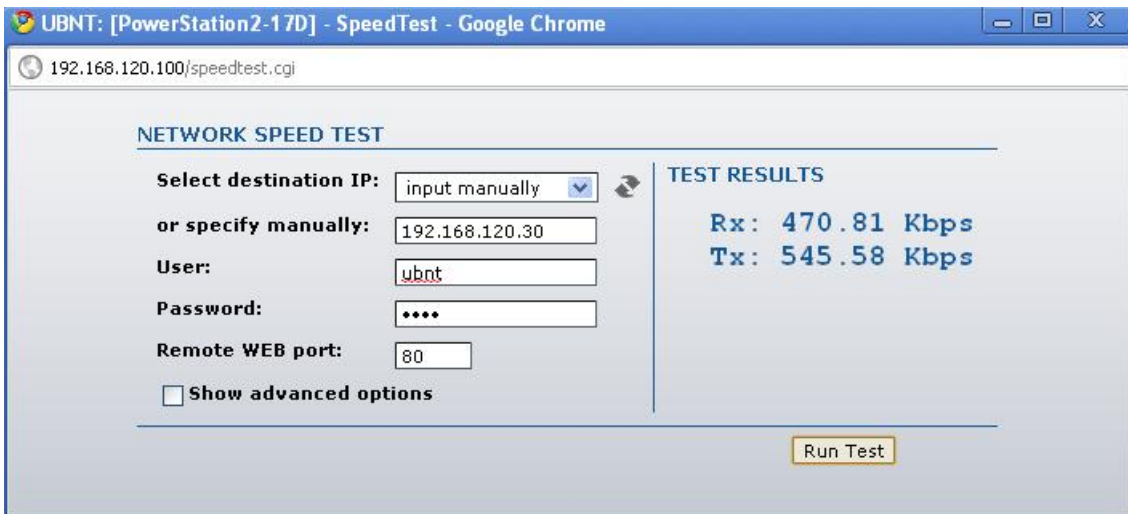 UBNT: [PowerStation2-17D] - SpeedTest - Google Chrome
192.168.120.100/speedtest.cgi
NETWORK SPEED TEST
Select destination IP: input manually
or specify manually: 192.168.120.30
User: ubnt
Password: ••••
Remote WEB port: 80
Show advanced options
TEST RESULTS
Rx: 470.81 Kbps
Tx: 545.58 Kbps
Run Test